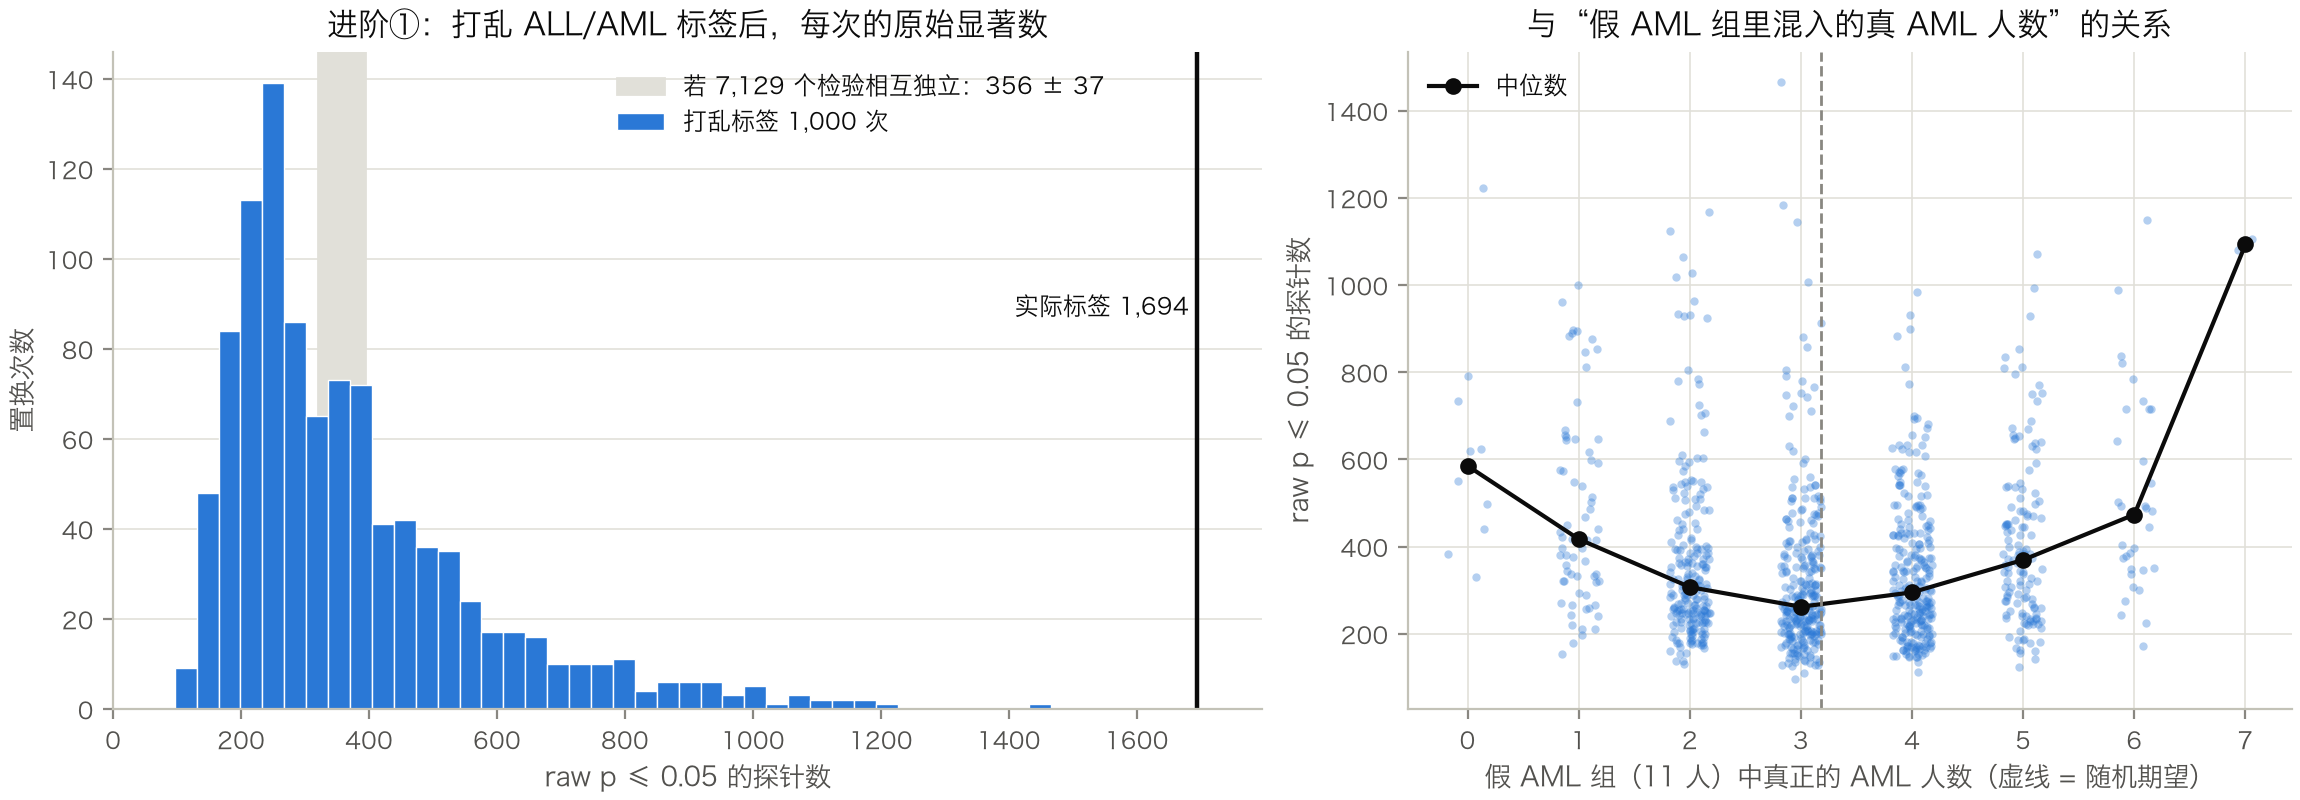 进阶①：打乱 ALL/AML 标签后，每次的原始显著数
140
120
100
80
60
40
20
0
置换次数
若 7,129 个检验相互独立：356 ± 37
打乱标签 1,000 次
实际标签 1,694
0 200 400 600 800 1000 1200 1400 1600
raw p ≤ 0.05 的探针数
与“假 AML 组里混入的真 AML 人数”的关系
中位数
1400
1200
1000
800
600
400
200
raw p ≤ 0.05 的探针数
0 1 2 3 4 5 6 7
假 AML 组（11 人）中真正的 AML 人数（虚线 = 随机期望）